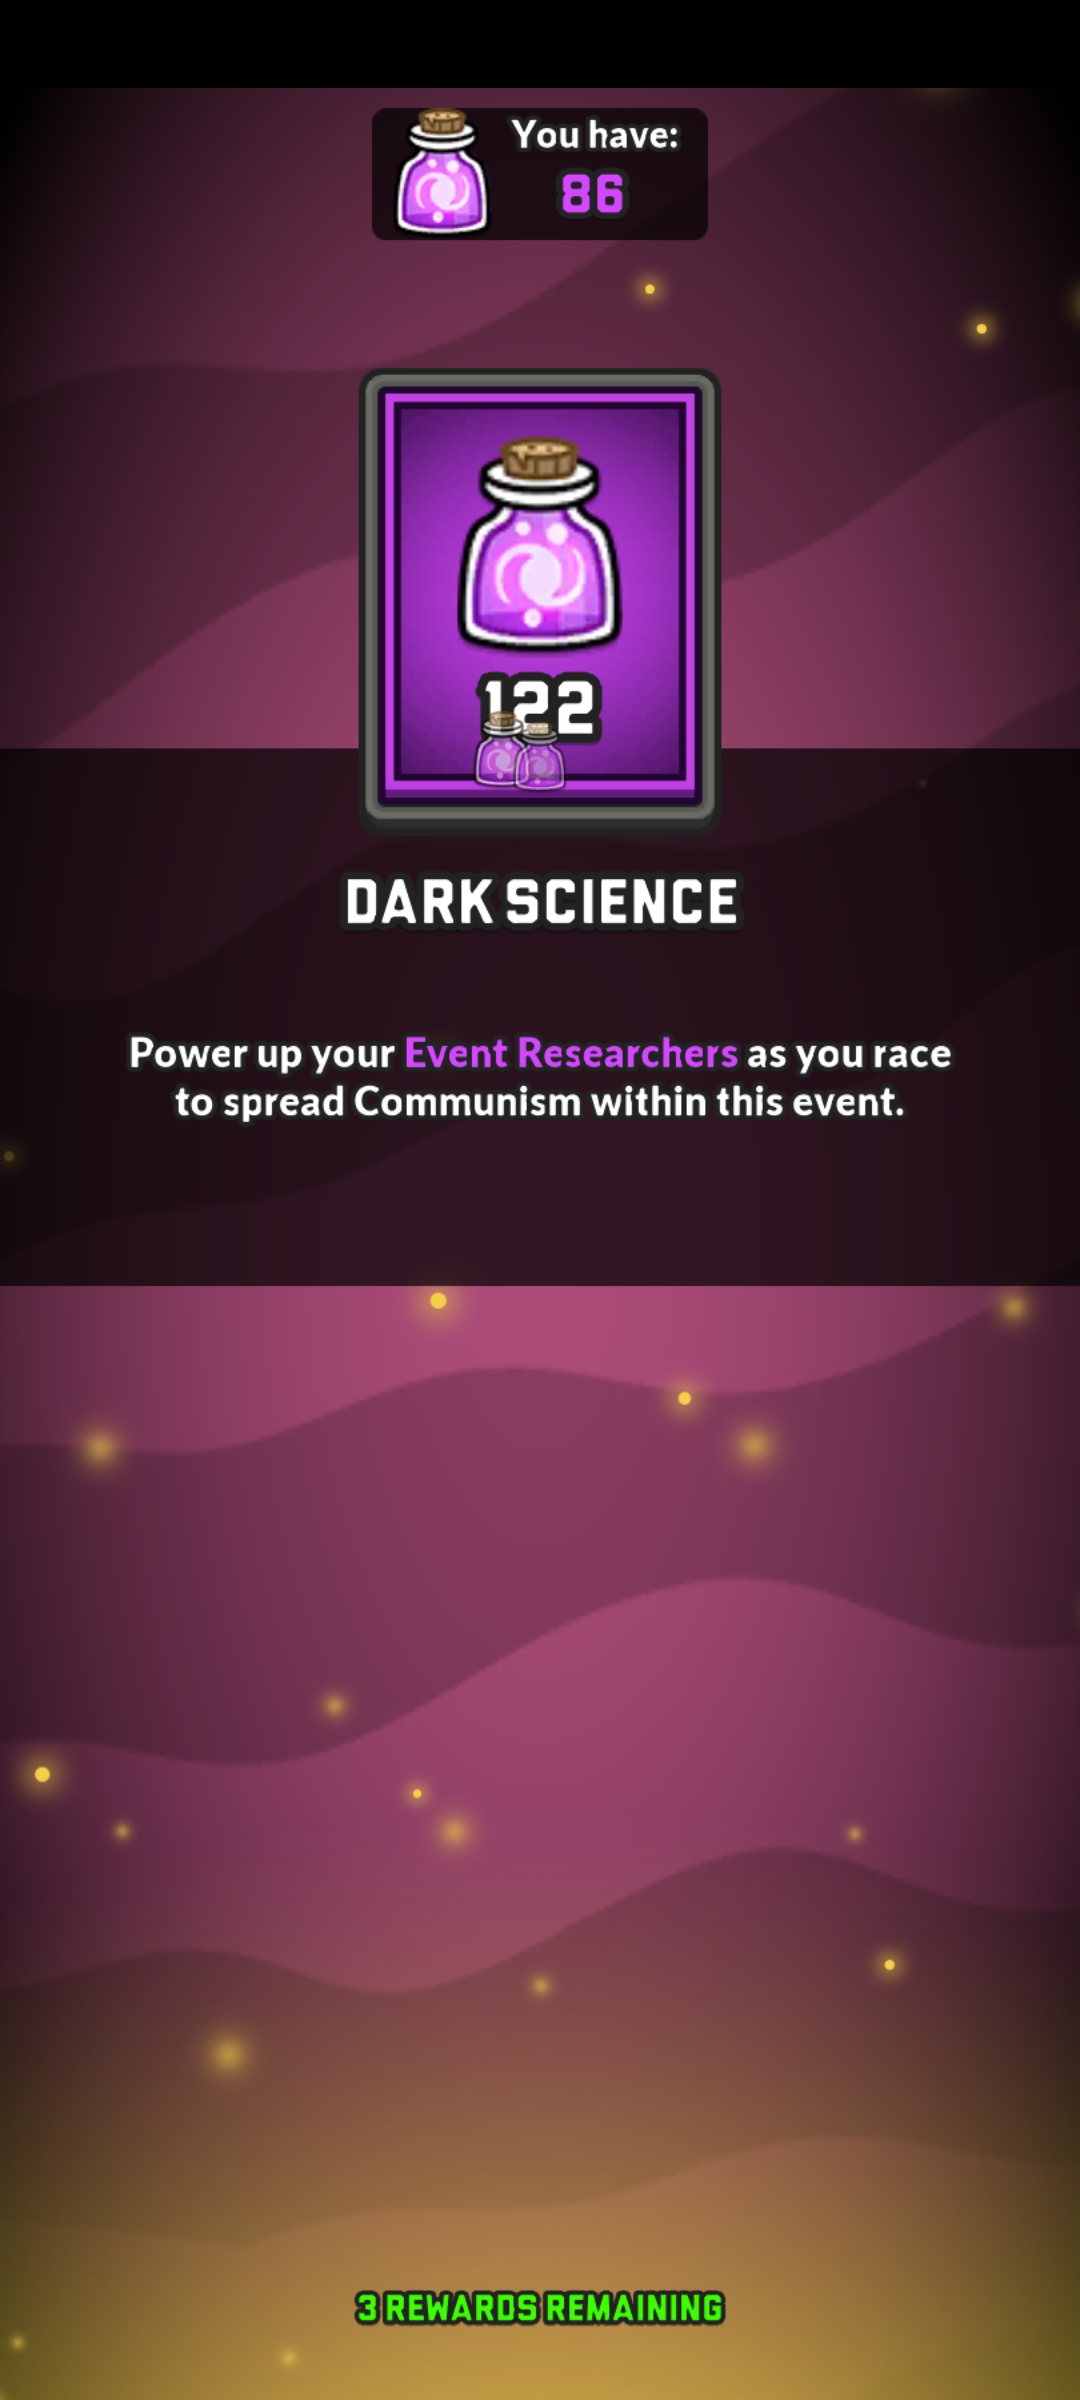 You have:
86
122
DARK SCIENCE
Power up your Event Researchers as you race
to spread Communism within this event.
3 REWARDS REMAINING